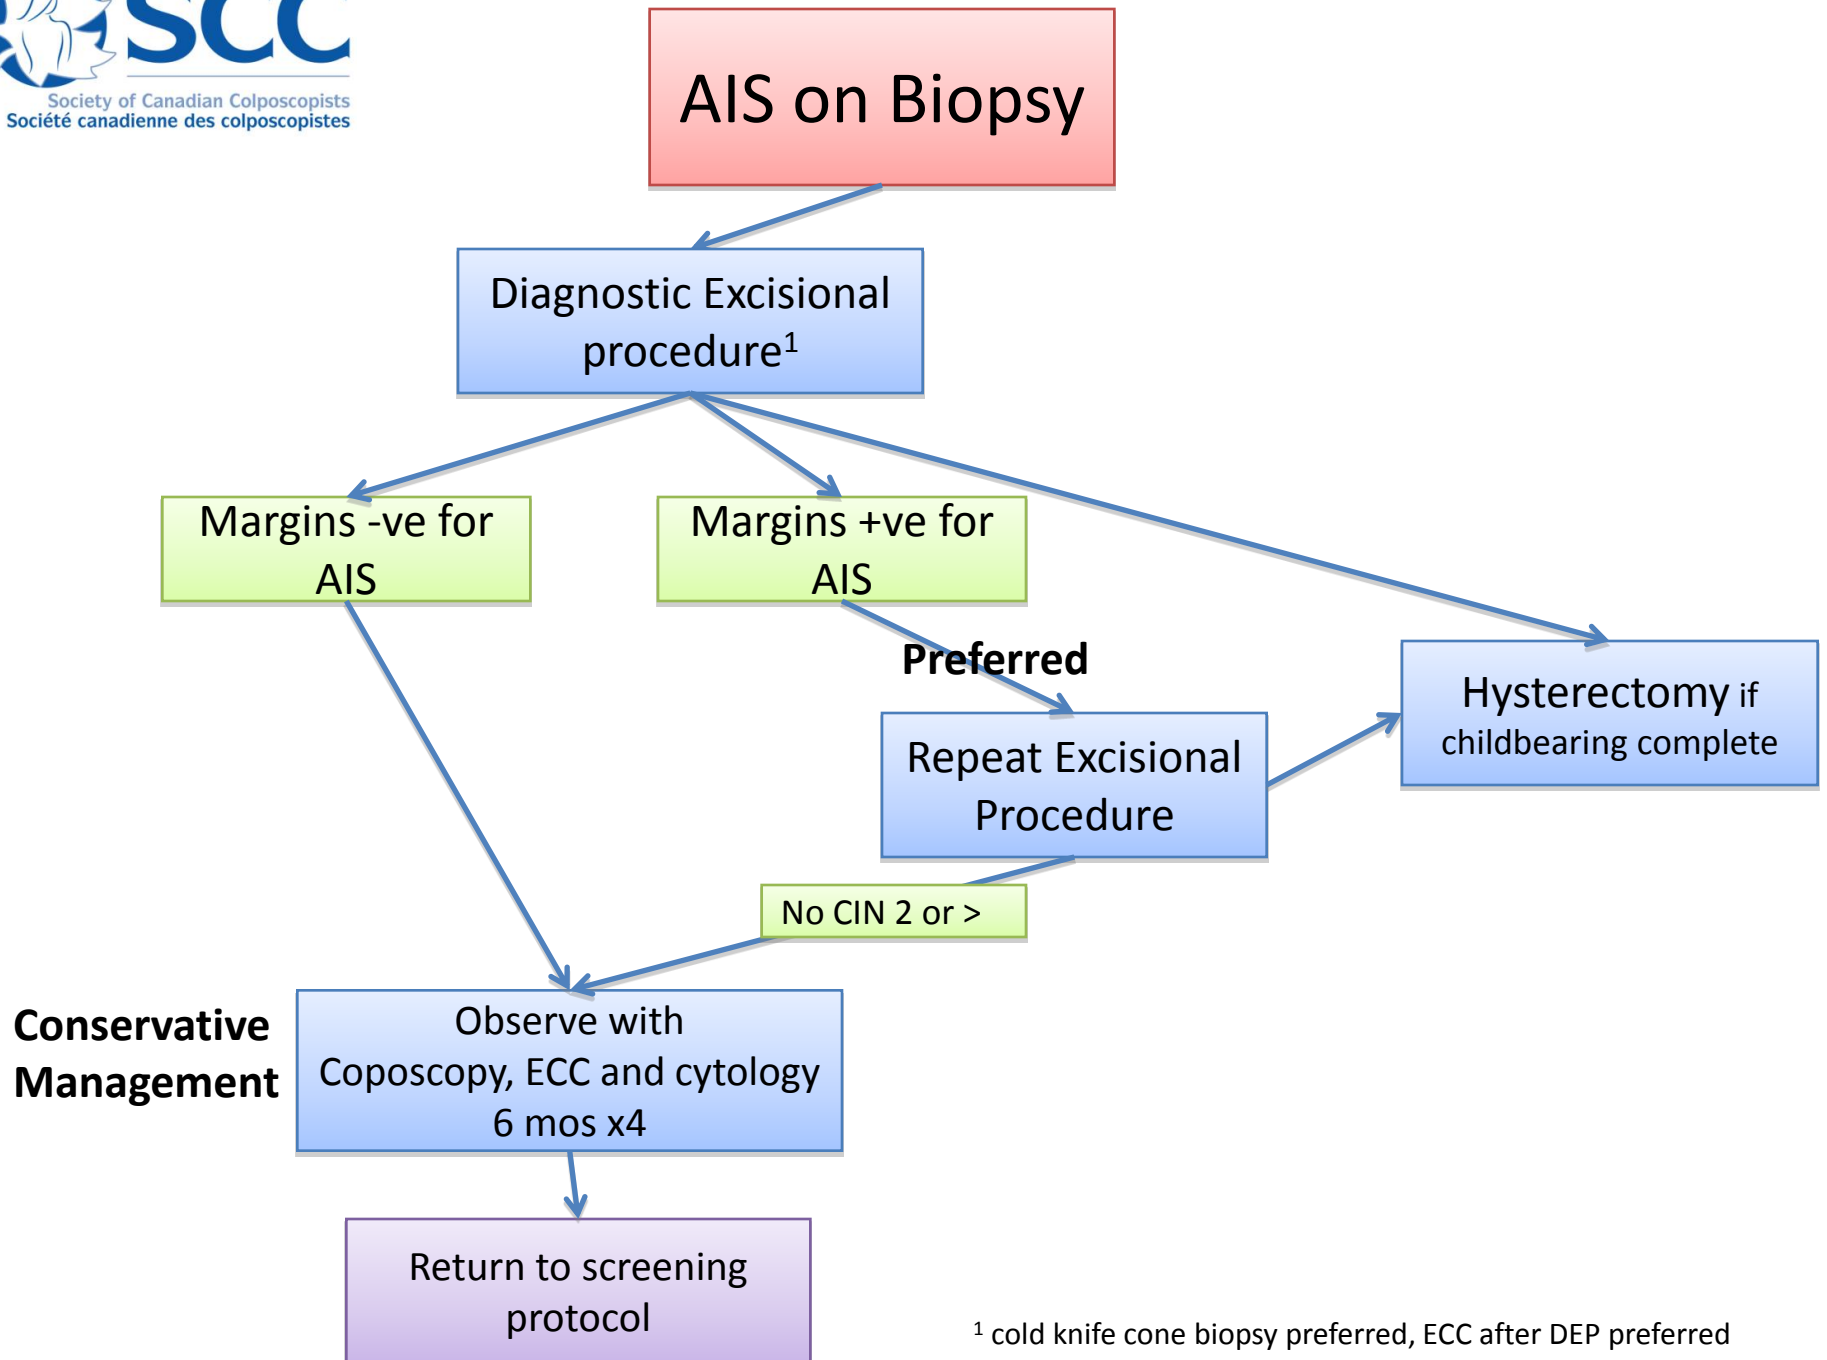 SCC
Society of Canadian Colposcopists
Société canadienne des colposcopistes
AIS on Biopsy
Diagnostic Excisional
procedure¹
Margins -ve for
AIS
Margins +ve for
AIS
Preferred
Hysterectomy if
childbearing complete
Repeat Excisional
Procedure
No CIN 2 or >
Conservative
Management
Observe with
Coposcopy, ECC and cytology
6 mos x4
Return to screening
protocol
¹ cold knife cone biopsy preferred, ECC after DEP preferred